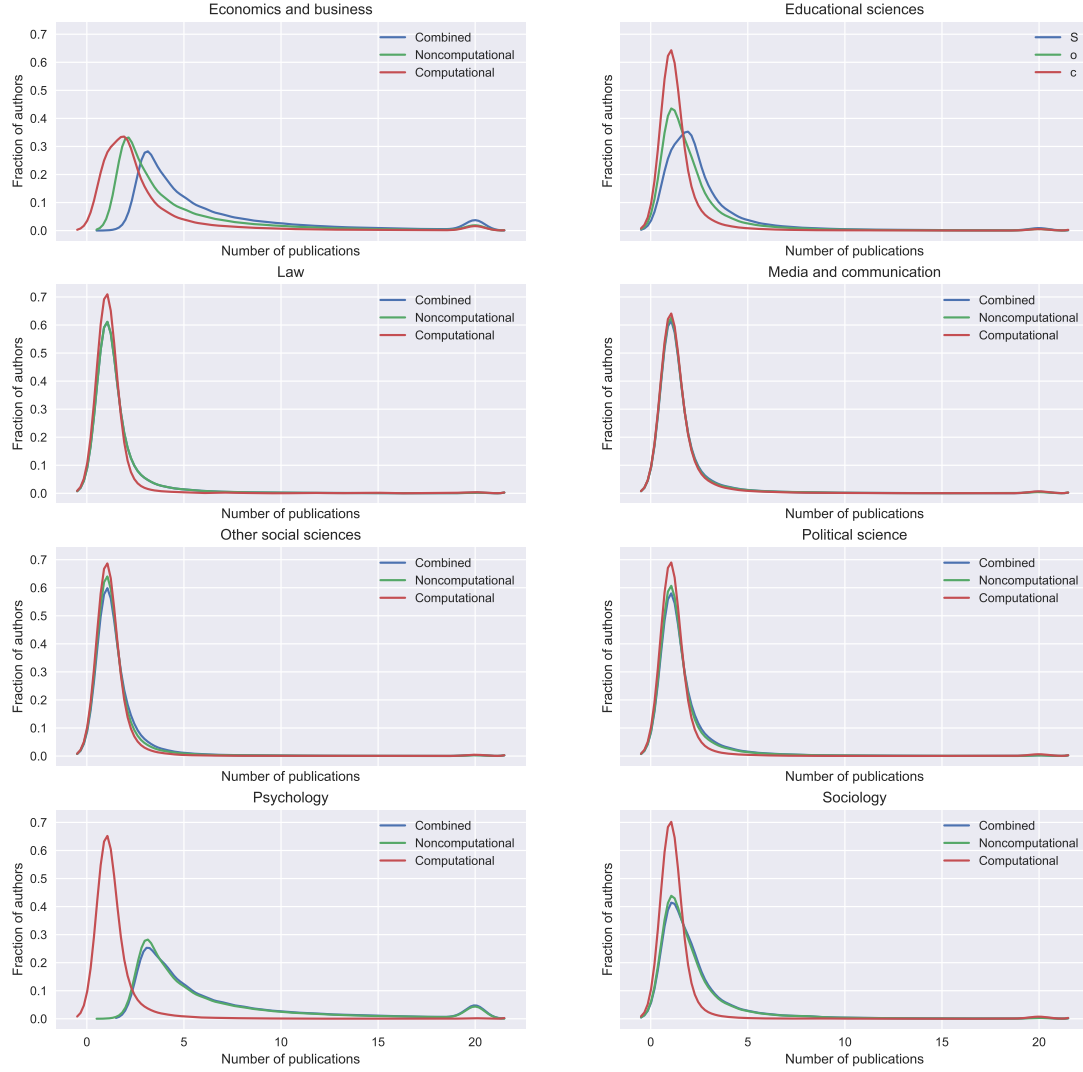 Economics and business
Fraction of authors
0.7
0.6
0.5
0.4
0.3
0.2
0.1
0.0
Combined
Noncomputational
Computational
Number of publications
Educational sciences
Fraction of authors
S
o
c
Number of publications
Law
Fraction of authors
0.7
0.6
0.5
0.4
0.3
0.2
0.1
0.0
Combined
Noncomputational
Computational
Number of publications
Media and communication
Fraction of authors
Combined
Noncomputational
Computational
Number of publications
Other social sciences
Fraction of authors
0.7
0.6
0.5
0.4
0.3
0.2
0.1
0.0
Combined
Noncomputational
Computational
Number of publications
Political science
Fraction of authors
Combined
Noncomputational
Computational
Number of publications
Psychology
Fraction of authors
0.7
0.6
0.5
0.4
0.3
0.2
0.1
0.0
Combined
Noncomputational
Computational
0 5 10 15 20
Number of publications
Sociology
Fraction of authors
Combined
Noncomputational
Computational
0 5 10 15 20
Number of publications